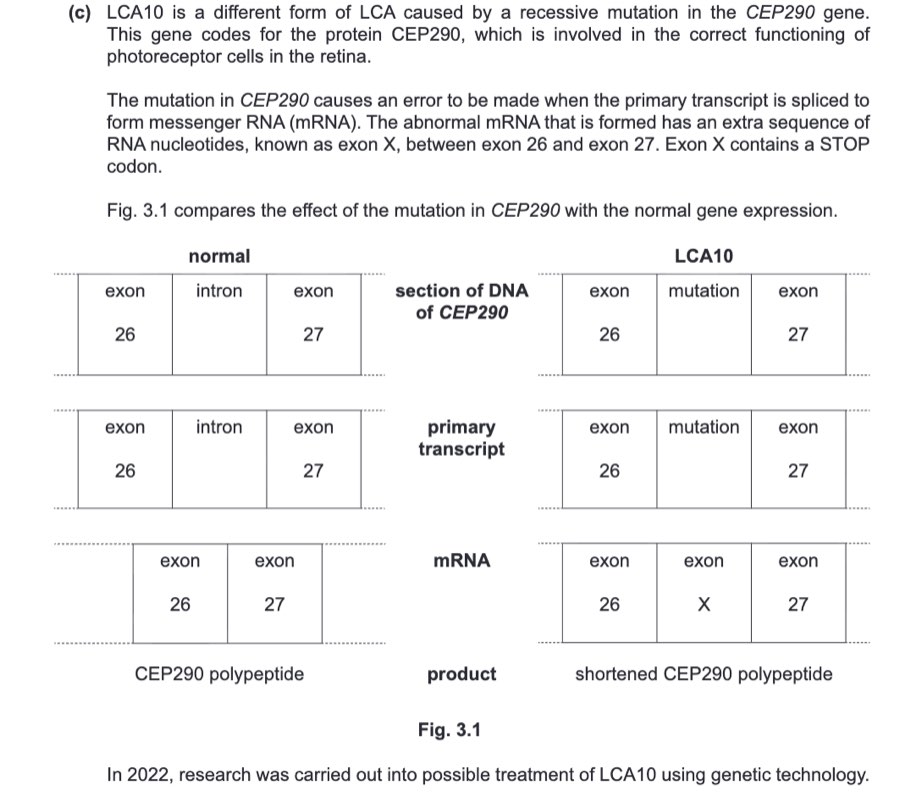 (c) LCA10 is a different form of LCA caused by a recessive mutation in the CEP290 gene.
This gene codes for the protein CEP290, which is involved in the correct functioning of
photoreceptor cells in the retina.
The mutation in CEP290 causes an error to be made when the primary transcript is spliced to
form messenger RNA (mRNA). The abnormal mRNA that is formed has an extra sequence of
RNA nucleotides, known as exon X, between exon 26 and exon 27. Exon X contains a STOP
codon.
Fig. 3.1 compares the effect of the mutation in CEP290 with the normal gene expression.
normal LCA10
exon intron exon section of DNA exon mutation exon
of CEP290
26 27 26 27
exon intron exon primary exon mutation exon
transcript
26 27 26 27
exon exon mRNA exon exon exon
26 27 26 X 27
CEP290 polypeptide product shortened CEP290 polypeptide
Fig. 3.1
In 2022, research was carried out into possible treatment of LCA10 using genetic technology.